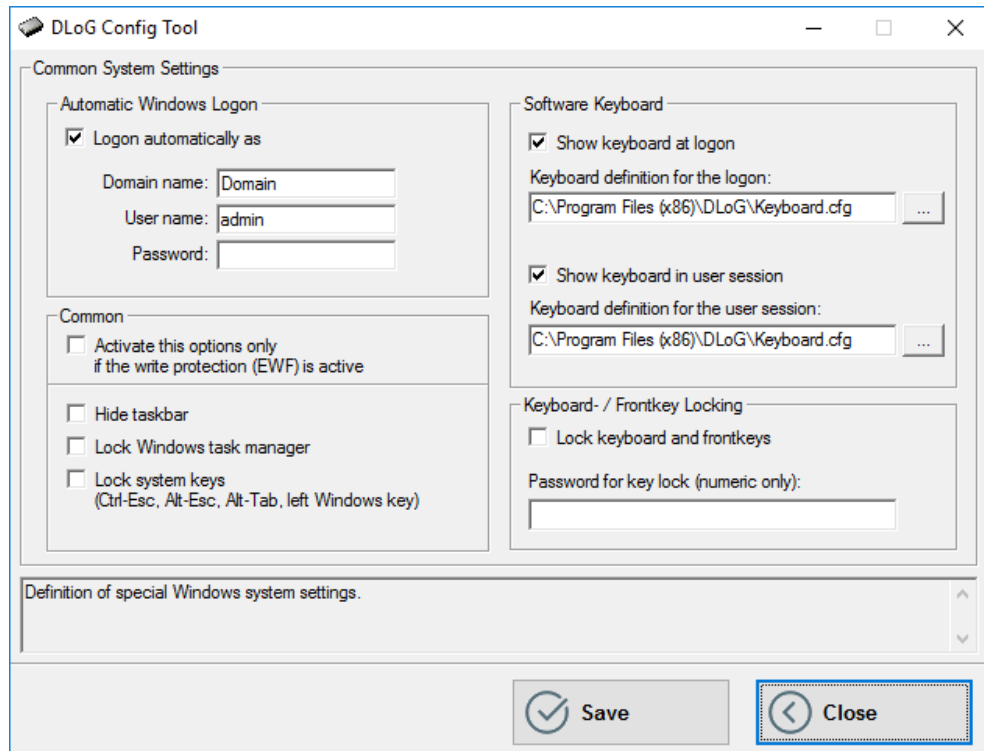 DLoG Config Tool
Common System Settings
Automatic Windows Logon
Logon automatically as
Domain name: Domain
User name: admin
Password:
Common
Activate this options only
if the write protection (EWF) is active
Hide taskbar
Lock Windows task manager
Lock system keys
(Ctrl-Esc, Alt-Esc, Alt-Tab, left Windows key)
Software Keyboard
Show keyboard at logon
Keyboard definition for the logon:
C:\Program Files (x86)\DLoG\Keyboard.cfg
...
Show keyboard in user session
Keyboard definition for the user session:
C:\Program Files (x86)\DLoG\Keyboard.cfg
...
Keyboard- / Frontkey Locking
Lock keyboard and frontkeys
Password for key lock (numeric only):
Definition of special Windows system settings.
Save
Close